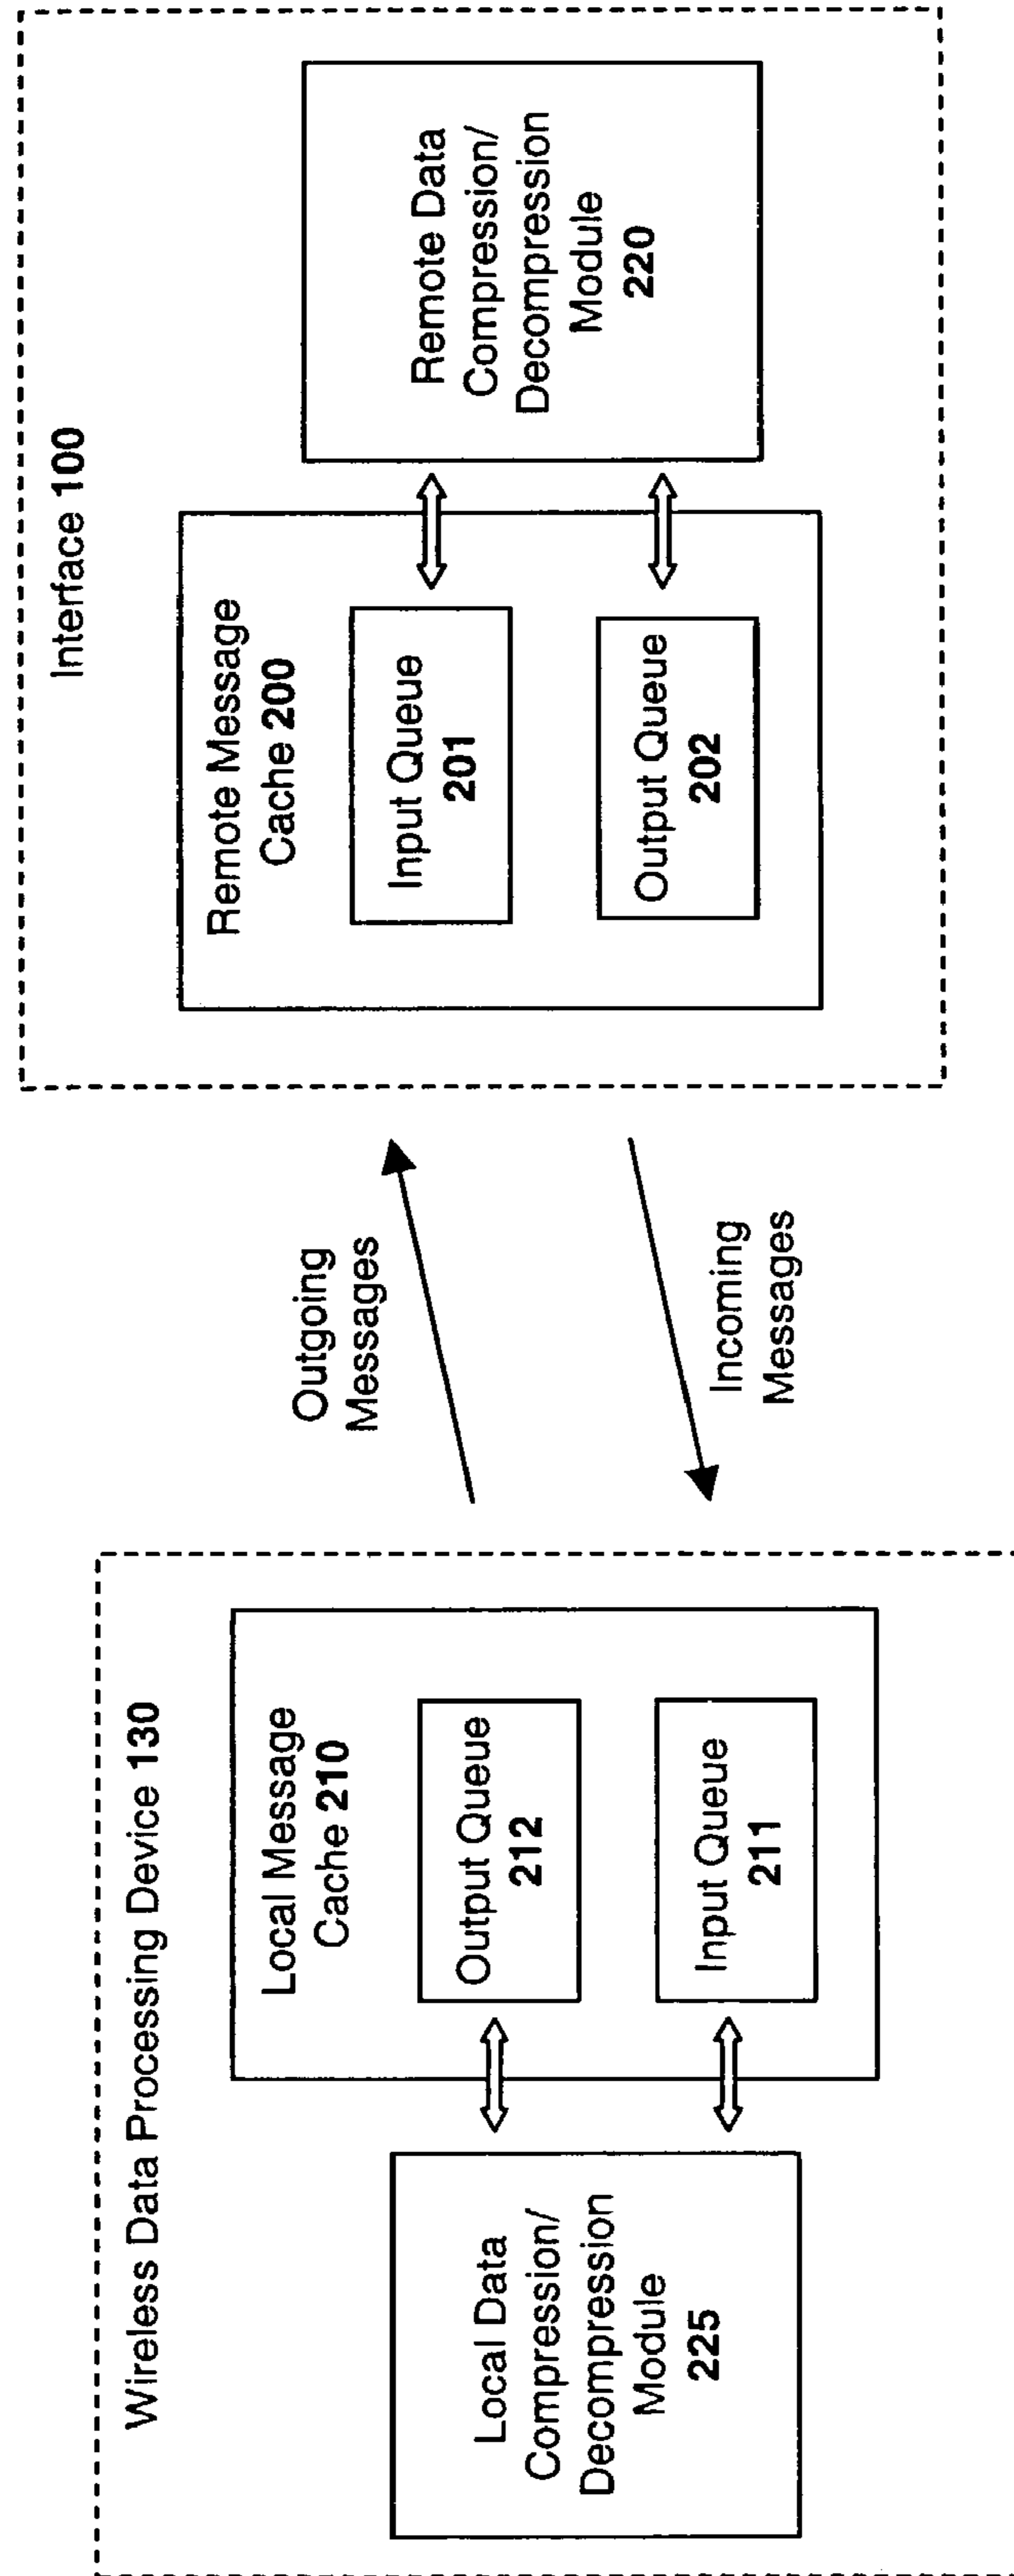 Wireless Data Processing Device 130
Local Data
Compression/
Decompression
Module
225
Local Message
Cache 210
Output Queue
212
Input Queue
211
Outgoing
Messages
Incoming
Messages
Interface 100
Remote Message
Cache 200
Input Queue
201
Output Queue
202
Remote Data
Compression/
Decompression
Module
220